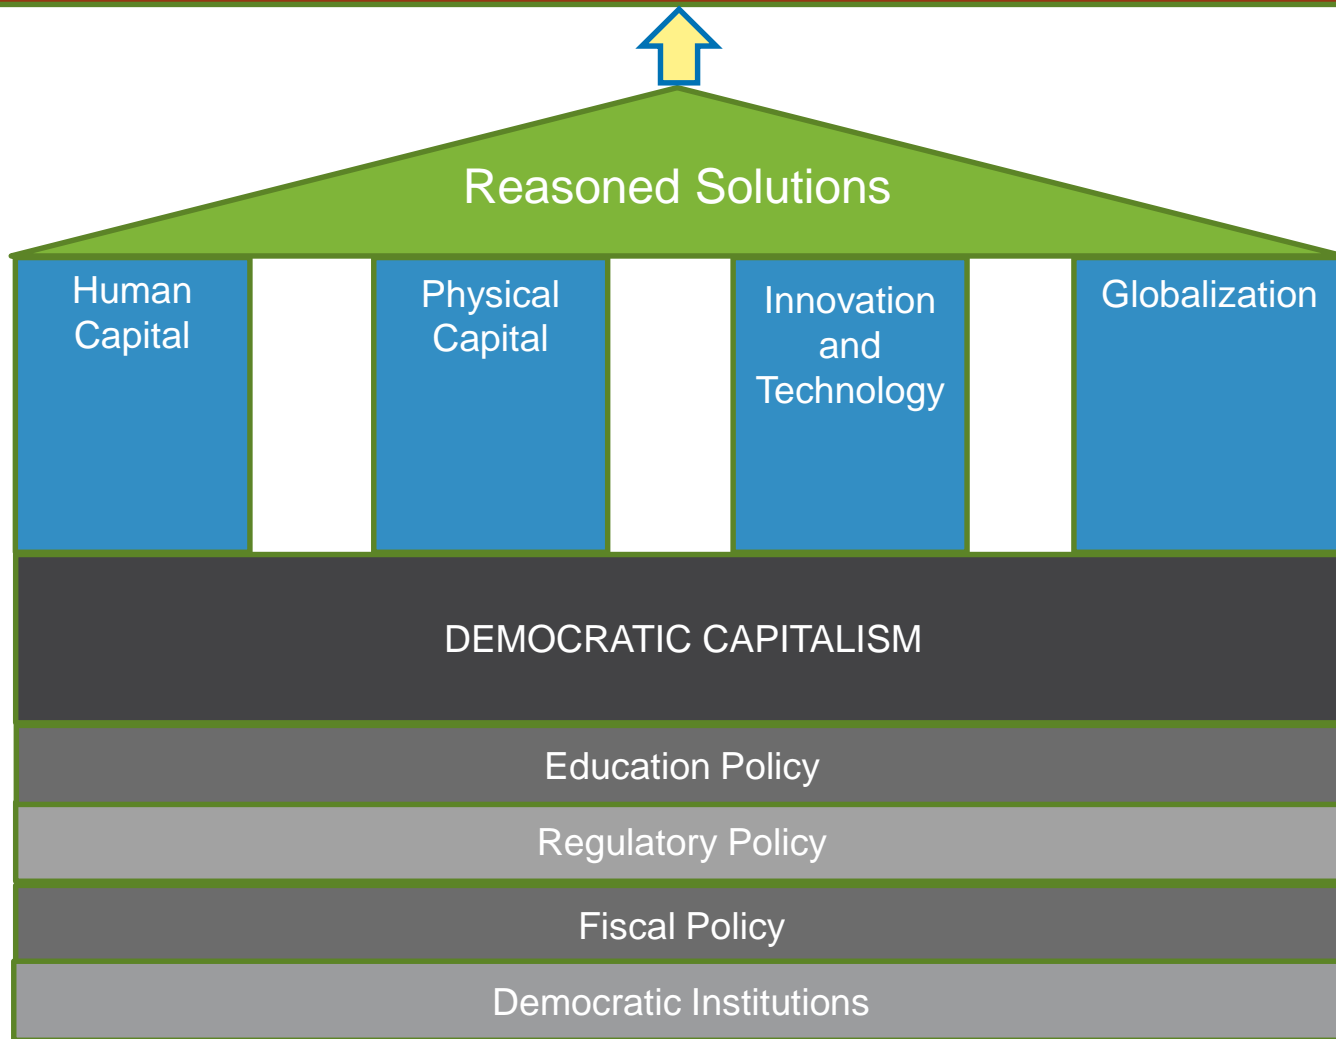 Reasoned Solutions
Human
Capital
Physical
Capital
Innovation
and
Technology
Globalization
DEMOCRATIC CAPITALISM
Education Policy
Regulatory Policy
Fiscal Policy
Democratic Institutions